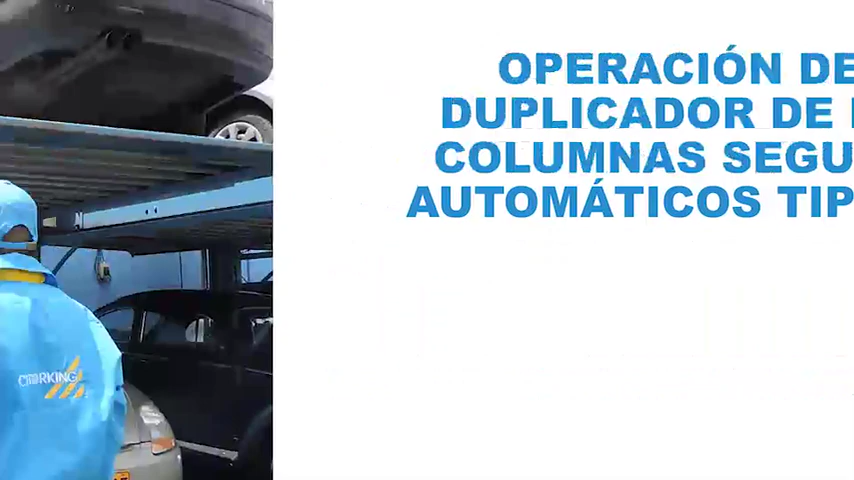 OPERACIÓN DE
DUPLICADOR DE
COLUMNAS SEGU
AUTOMÁTICOS TIP